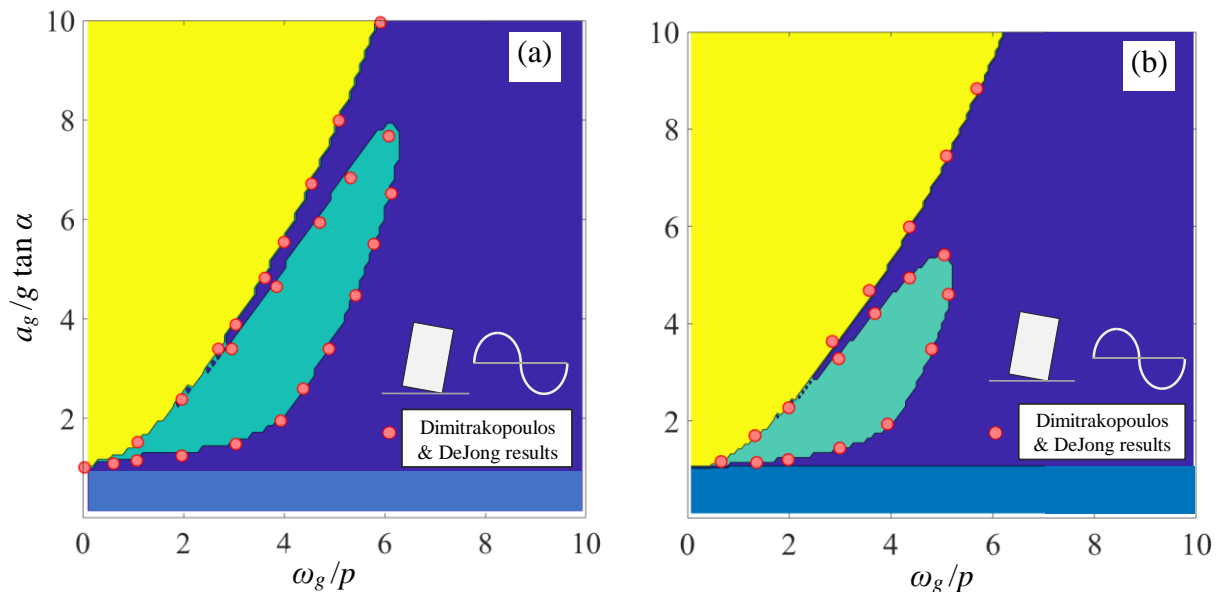 10
8
6
4
2
0
2
4
6
8
10
a_g/g tan α
ω_g/p
(a)
Dimitrakopoulos
& DeJong results
10
8
6
4
2
0
2
4
6
8
10
ω_g/p
(b)
Dimitrakopoulos
& DeJong results